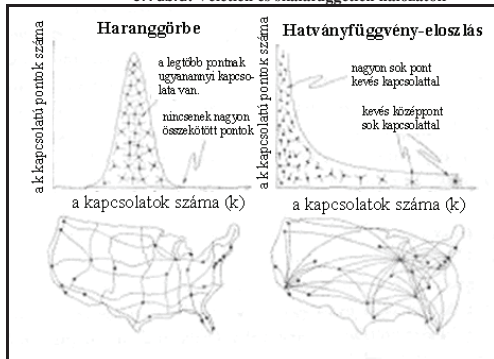 Haranggörbe
a k kapcsolatú pontok száma
a legtöbb pontnak
ugyanannyi kapcso-
lata van.
nincsenek nagyon
összekötött pontok
a kapcsolatok száma (k)
Hatványfüggvény-eloszlás
a k kapcsolatú pontok száma
nagyon sok pont
kevés kapcsolattal
kevés középpont
sok kapcsolattal
a kapcsolatok száma (k)